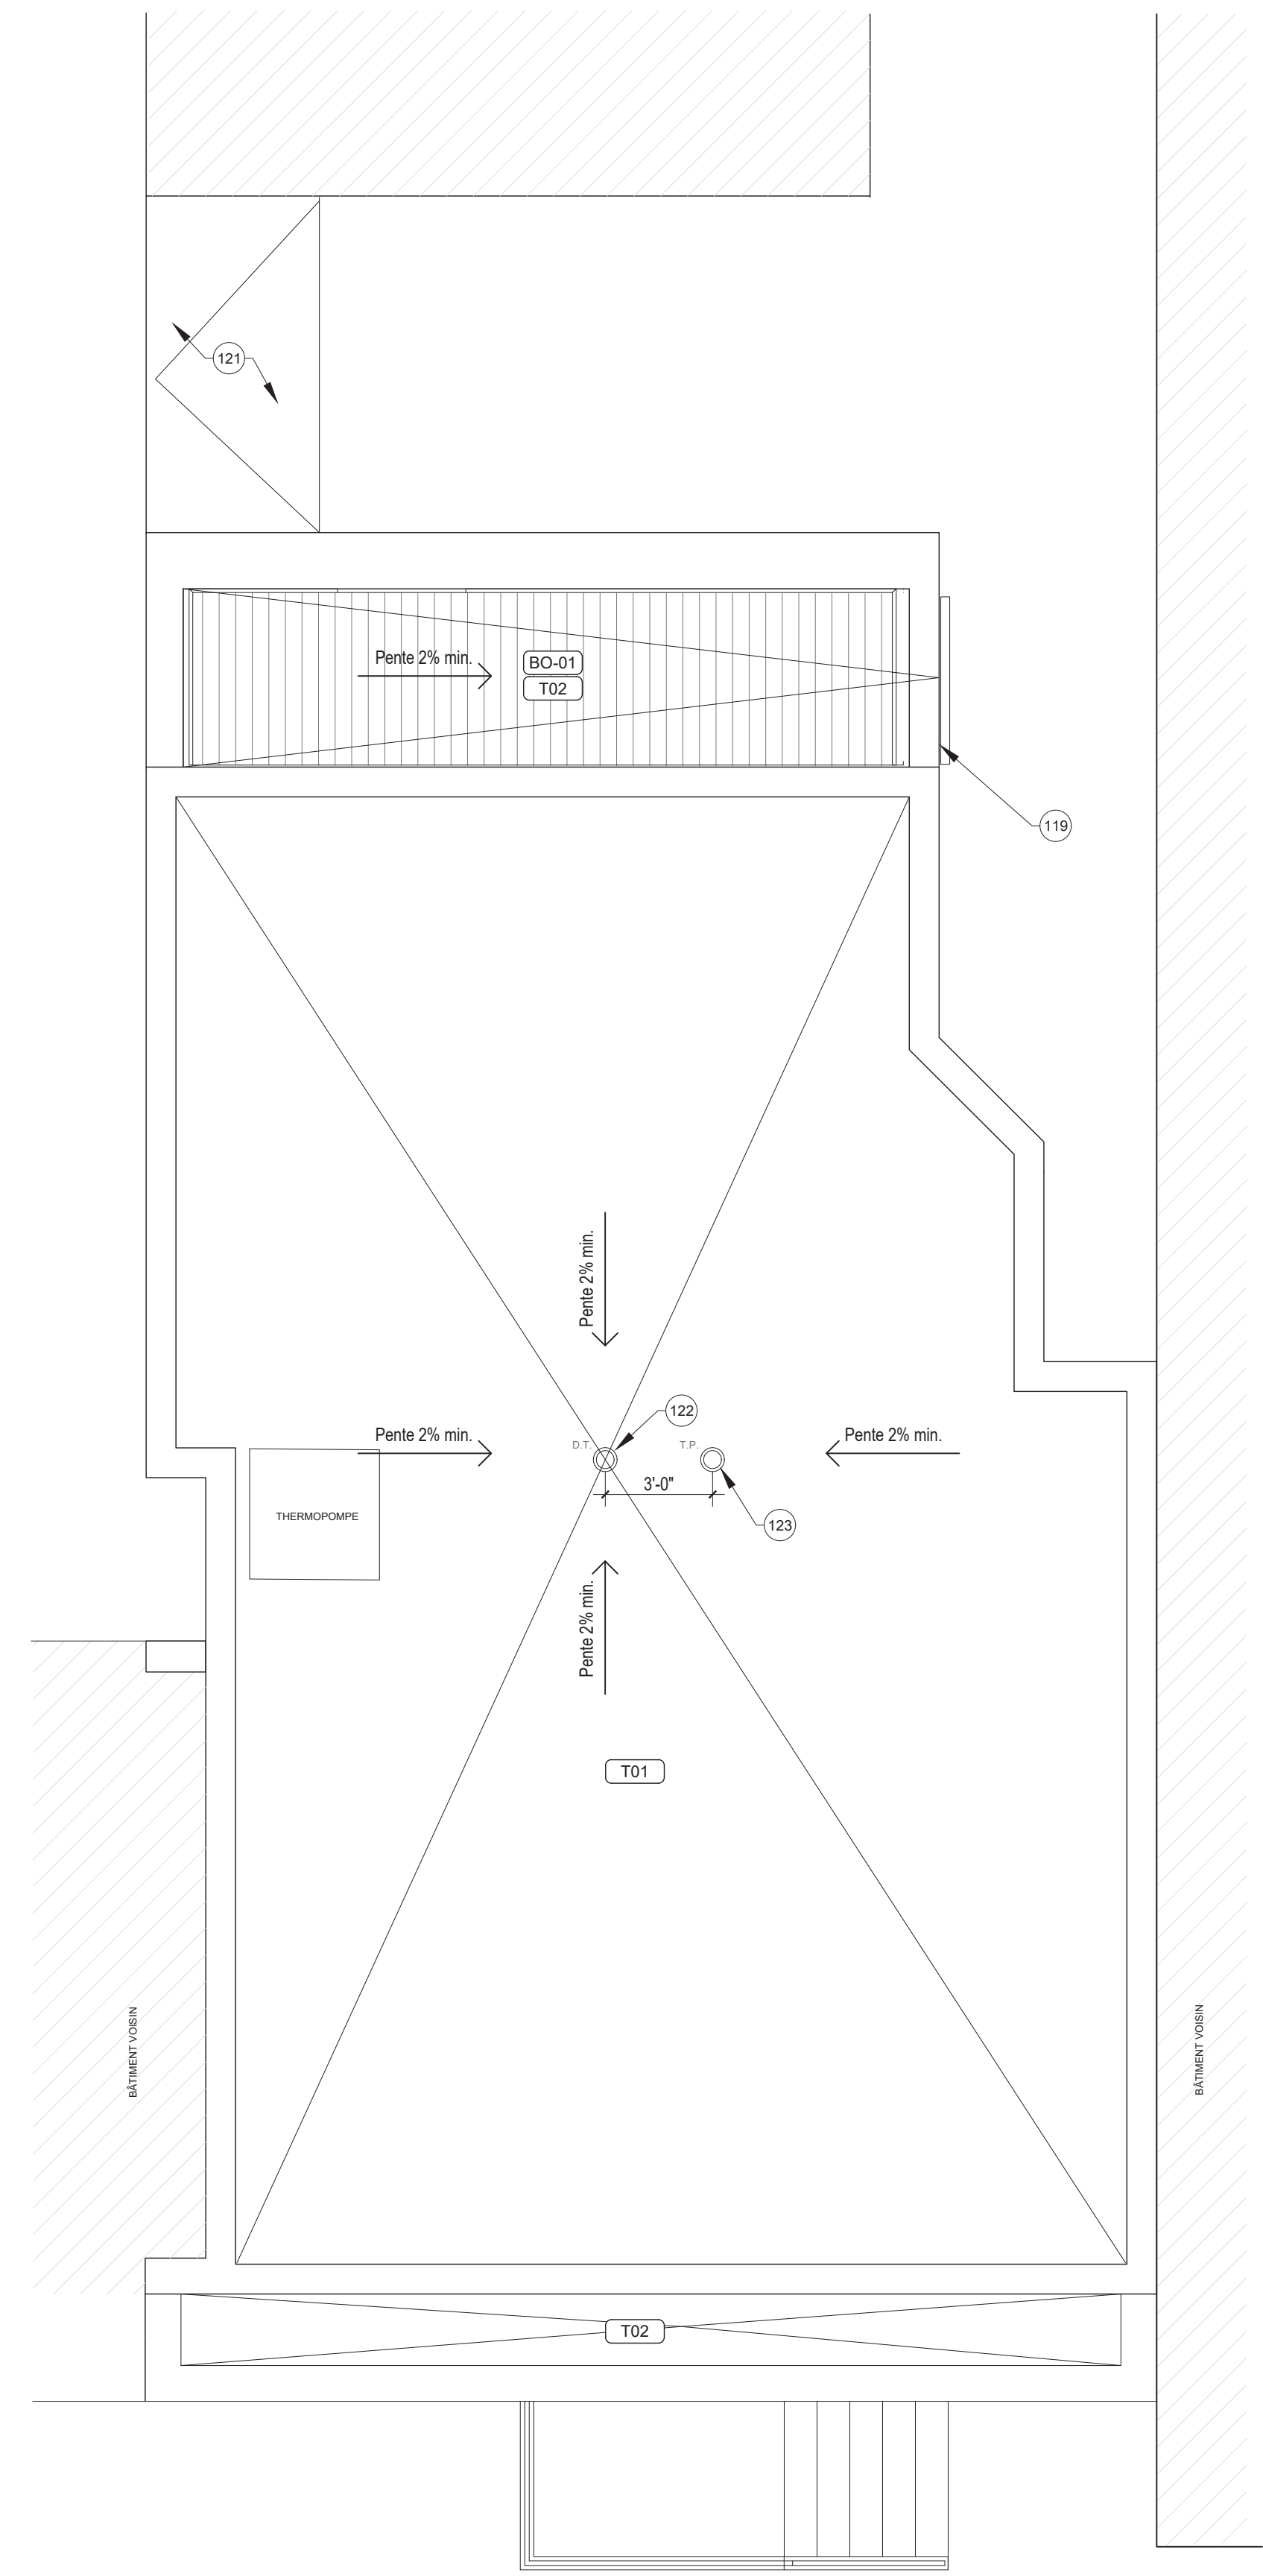 121
Pente 2% min.
BO-01
T02
119
Pente 2% min.
122
Pente 2% min.
D.T.
T.P.
Pente 2% min.
3'-0"
THERMOPOMPE
123
Pente 2% min.
T01
BÂTIMENT VOISIN
BÂTIMENT VOISIN
T02